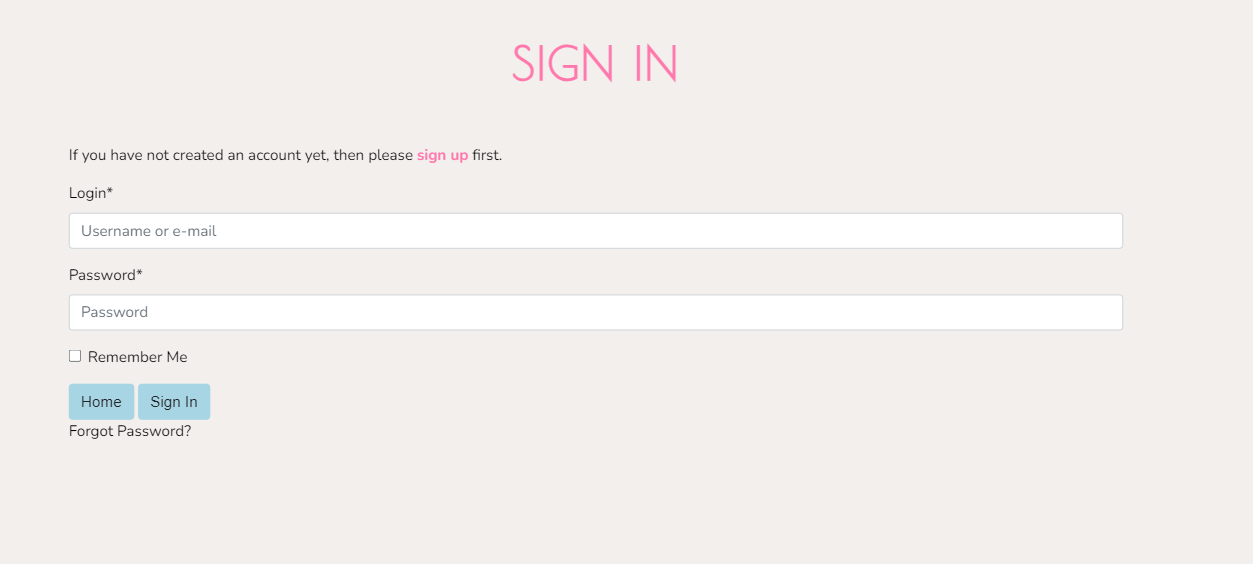 SIGN IN
If you have not created an account yet, then please sign up first.
Login*
Username or e-mail
Password*
Password
Remember Me
Home Sign In
Forgot Password?